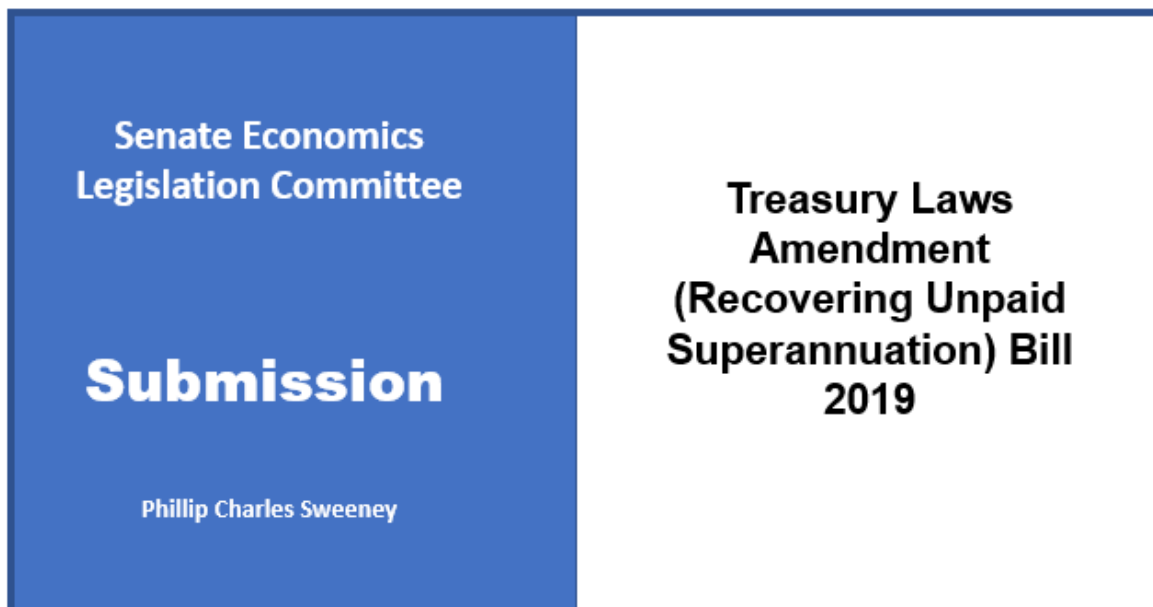 Senate Economics
Legislation Committee
Submission
Phillip Charles Sweeney
Treasury Laws
Amendment
(Recovering Unpaid
Superannuation) Bill
2019